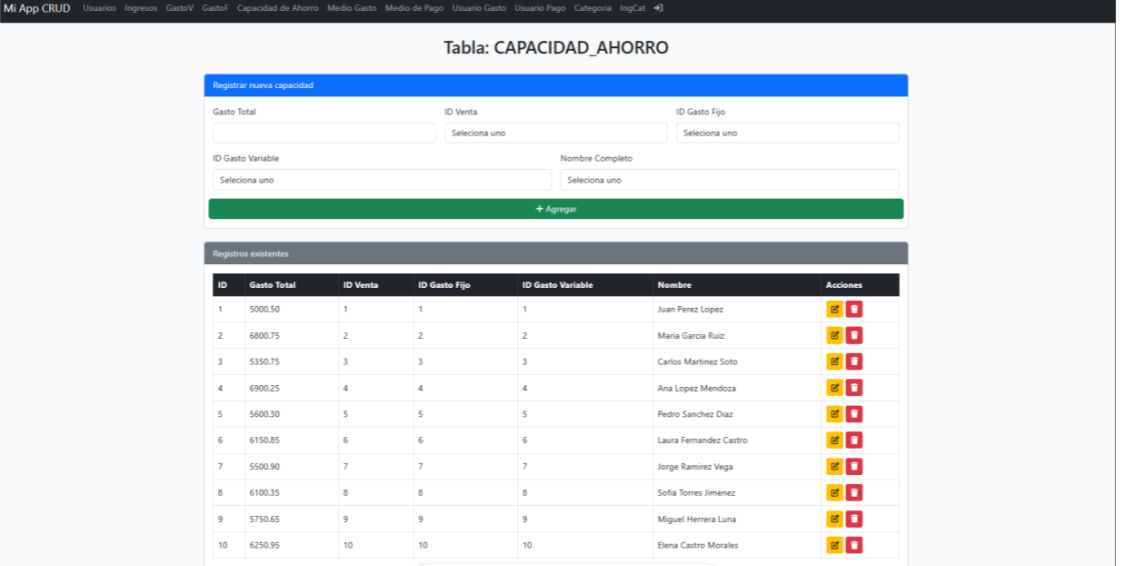 Mi App CRUD Usuarios Ingresos GastoV GastoF Capacidad de Ahorro Medio Gasto Medio de Pago Usuario Gasto Usuario Pago Categoria IngCat
Tabla: CAPACIDAD_AHORRO
Registrar nueva capacidad
Gasto Total ID Venta ID Gasto Fijo
Seleciona uno Seleciona uno
ID Gasto Variable Nombre Completo
Seleciona uno Seleciona uno
+ Agregar
Registros existentes
ID Gasto Total ID Venta ID Gasto Fijo ID Gasto Variable Nombre Acciones
1 5000.50 1 1 1 Juan Perez Lopez
2 6800.75 2 2 2 Maria Garcia Ruiz
3 5350.75 3 3 3 Carlos Martinez Soto
4 6900.25 4 4 4 Ana Lopez Mendoza
5 5600.30 5 5 5 Pedro Sanchez Diaz
6 6150.85 6 6 6 Laura Fernandez Castro
7 5500.90 7 7 7 Jorge Ramirez Vega
8 6100.35 8 8 8 Sofia Torres Jimenez
9 5750.65 9 9 9 Miguel Herrera Luna
10 6250.95 10 10 10 Elena Castro Morales